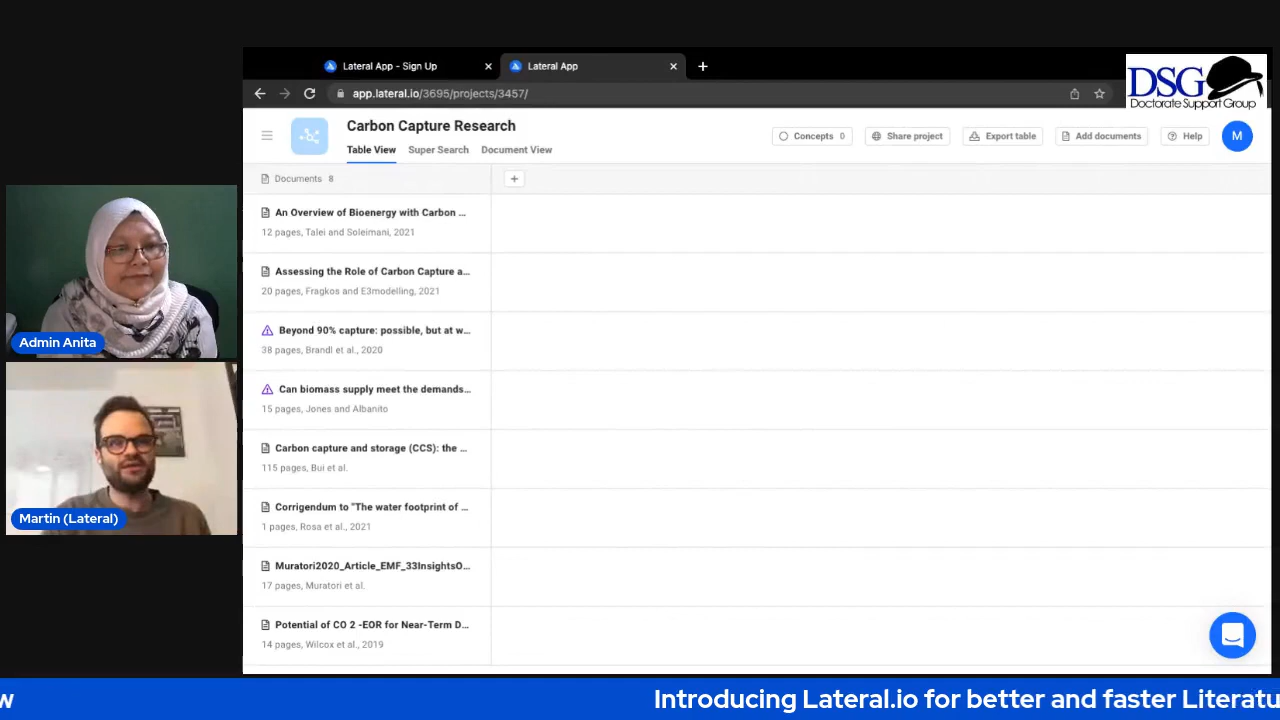 Lateral App - Sign Up
Lateral App
app.lateral.io/3695/projects/3457/
DSG
Doctorate Support Group
Carbon Capture Research
Table View Super Search Document View
Concepts 0 Share project Export table Add documents Help M
Documents 8
An Overview of Bioenergy with Carbon ...
12 pages, Talei and Soleimani, 2021
Assessing the Role of Carbon Capture a...
20 pages, Fragkos and E3modelling, 2021
Beyond 90% capture: possible, but at w...
38 pages, Brandl et al., 2020
Can biomass supply meet the demands...
15 pages, Jones and Albanito
Carbon capture and storage (CCS): the ...
115 pages, Bui et al.
Corrigendum to "The water footprint of ...
1 pages, Rosa et al., 2021
Muratori2020_Article_EMF_33InsightsO...
17 pages, Muratori et al.
Potential of CO 2 -EOR for Near-Term D...
14 pages, Wilcox et al., 2019
Admin Anita
Martin (Lateral)
w Introducing Lateral.io for better and faster Literatu